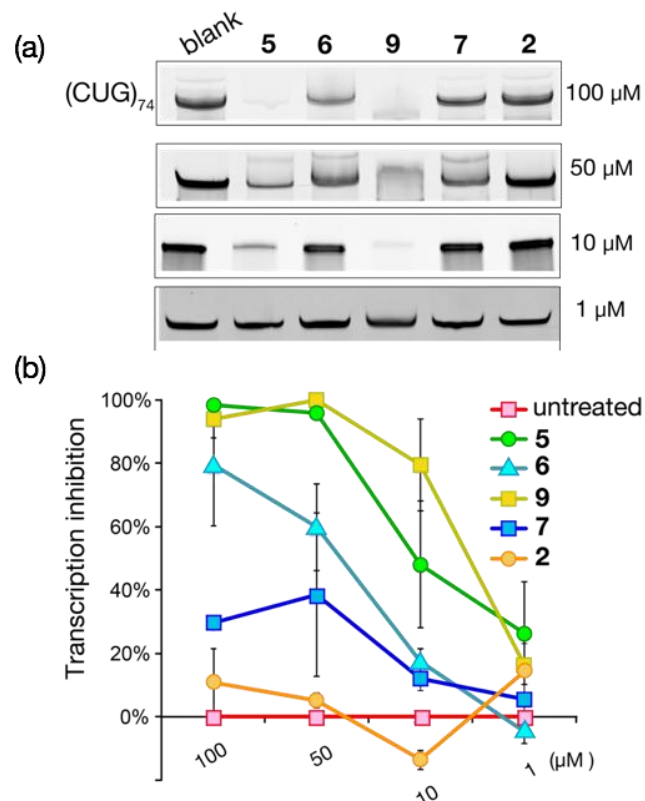 (a)
blank 5 6 9 7 2
(CUG)74 100 μM
50 μM
10 μM
1 μM
(b)
100%
80%
60%
40%
20%
0%
Transcription inhibition
untreated
5
6
9
7
2
100 50 10 1 (μM )